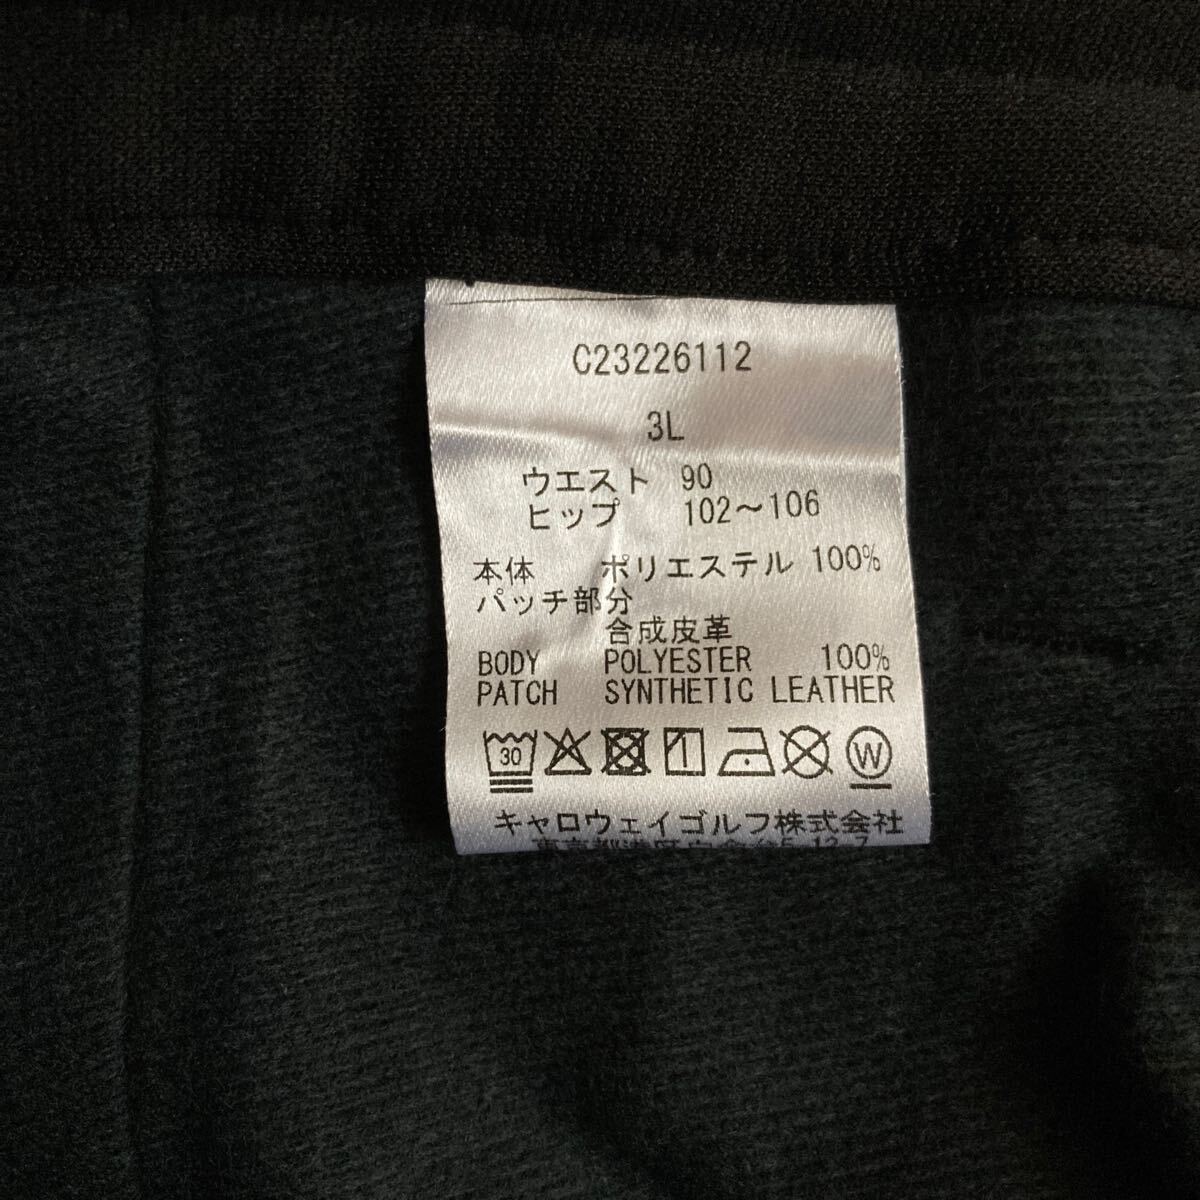 C23226112
3L
ウエスト 90
ヒップ 102～106
本体 ポリエステル 100%
パッチ部分
合成皮革
BODY POLYESTER 100%
PATCH SYNTHETIC LEATHER
30
W
キャロウェイゴルフ株式会社